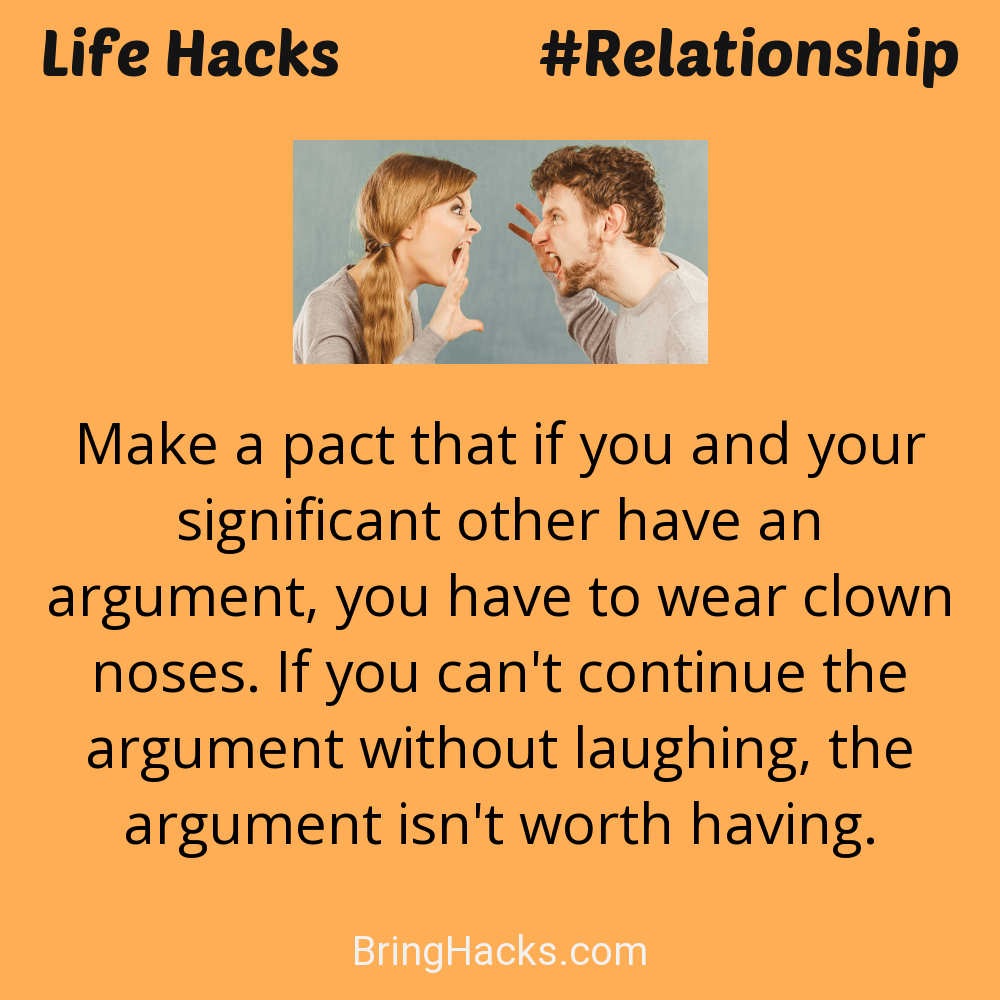 Life Hacks #Relationship
Make a pact that if you and your
significant other have an
argument, you have to wear clown
noses. If you can't continue the
argument without laughing, the
argument isn't worth having.
BringHacks.com